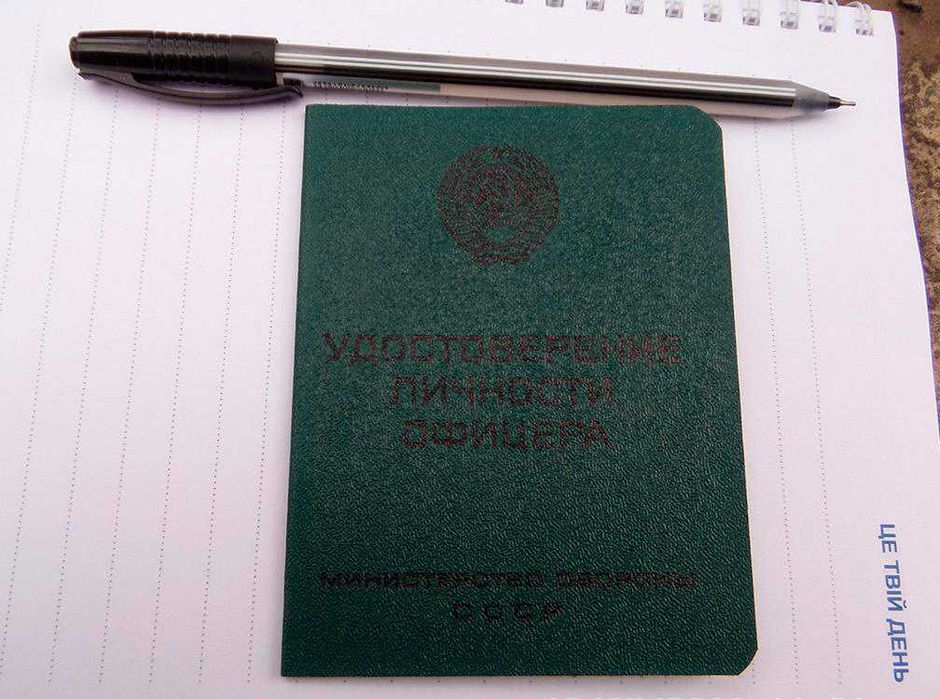 УДОСТОВЕРЕНИЕ
ЛИЧНОСТИ
ОФИЦЕРА
МИНИСТЕРСТВО ОБОРОНЫ
СССР
ЦЕ ТВІЙ ДЕНЬ